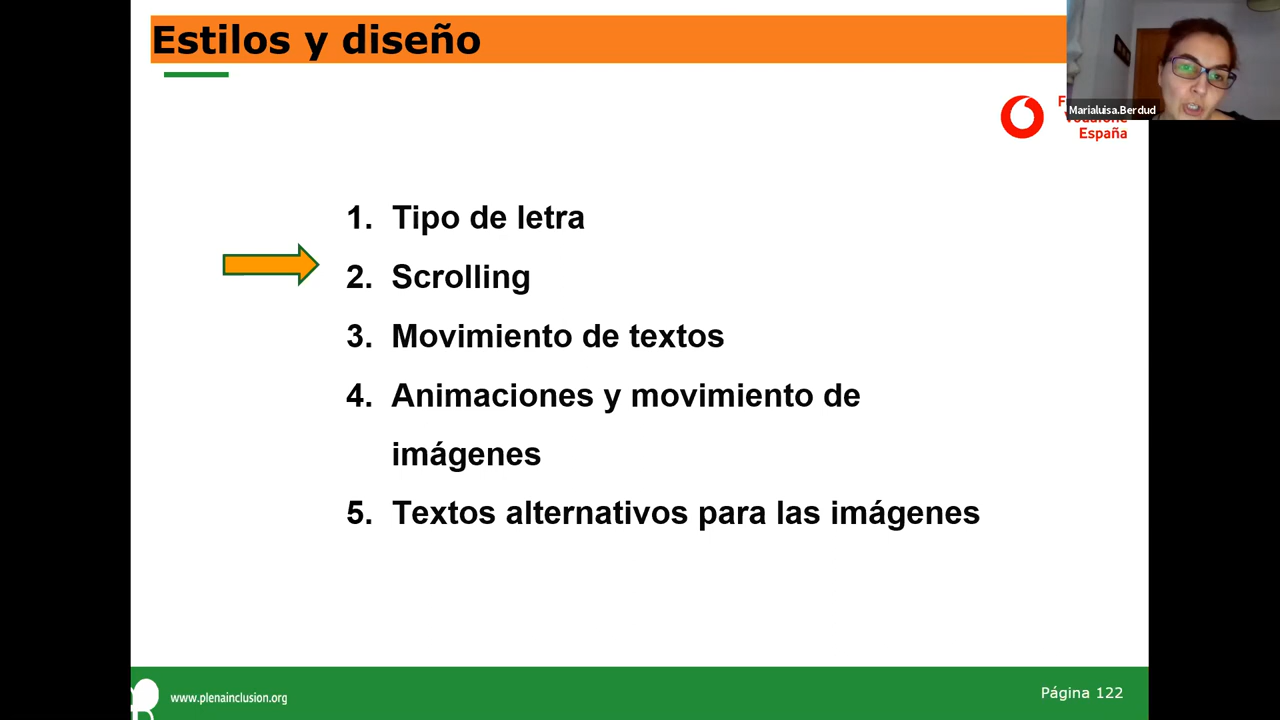 Estilos y diseño
Marialuisa.Berdud
España
1. Tipo de letra
2. Scrolling
3. Movimiento de textos
4. Animaciones y movimiento de
imágenes
5. Textos alternativos para las imágenes
www.plenainclusion.org
Página 122